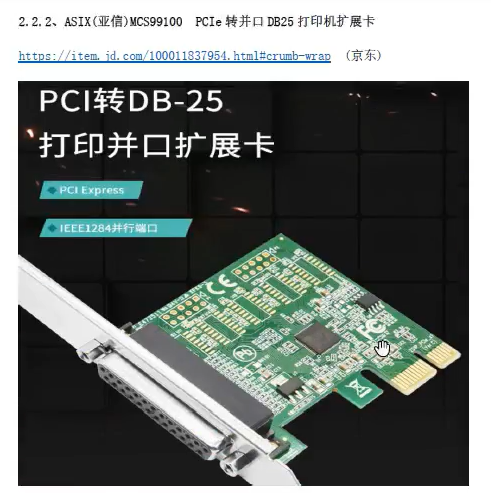 2.2.2、ASIX(亚信)MCS99100  PCIe 转并口 DB25 打印机扩展卡
https://item.jd.com/100011837954.html#crumb-wrap （京东）
PCI转DB-25
打印并口扩展卡
PCI Express
IEEE1284并行端口
CE
FC